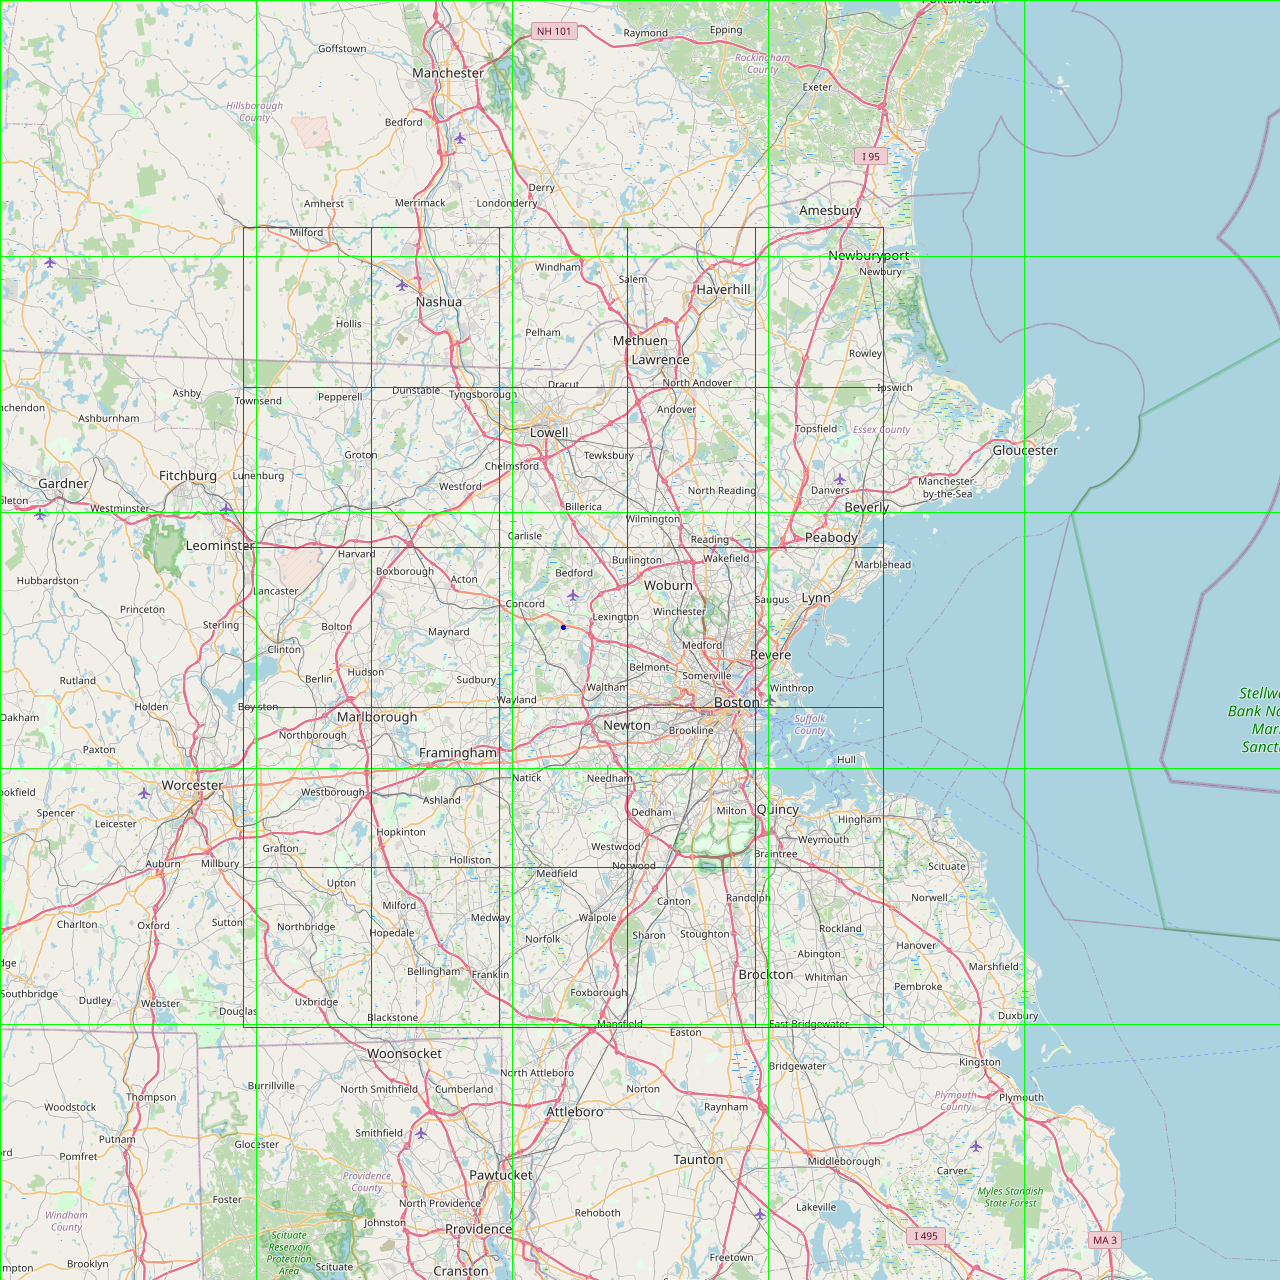 Portsmouth
NH 101
Raymond
Epping
Goffstown
Rockingham
County
Manchester
Exeter
Hillsborough
County
Bedford
I 95
Derry
Amherst
Merrimack
Londonderry
Amesbury
Milford
Newburyport
Windham
Newbury
Salem
Haverhill
Nashua
Hollis
Pelham
Methuen
Rowley
Lawrence
Dracut
North Andover
Ashby
Dunstable
Tyngsborough
Ipswich
Pepperell
Townsend
nchendon
Ashburnham
Andover
Topsfield
Essex County
Lowell
Gloucester
Groton
Tewksbury
Chelmsford
Fitchburg
Lunenburg
Gardner
Westford
North Reading
Danvers
Manchester-
by-the-Sea
pleton
Westminster
Billerica
Beverly
Wilmington
Carlisle
Reading
Peabody
Leominster
Harvard
Burlington
Wakefield
Marblehead
Boxborough
Bedford
Hubbardston
Acton
Woburn
Lancaster
Saugus
Lynn
Princeton
Concord
Winchester
Lexington
Sterling
Bolton
Maynard
Medford
Clinton
Revere
Belmont
Hudson
Somerville
Rutland
Berlin
Sudbury
Waltham
Winthrop
Stellw
Bank Na
Mari
Sanctu
Holden
Boylston
Wayland
Boston
Oakham
Marlborough
Newton
Suffolk
County
Northborough
Brookline
Paxton
Framingham
Hull
Natick
Needham
Worcester
ookfield
Westborough
Ashland
Spencer
Dedham
Milton
Quincy
Leicester
Hingham
Hopkinton
Weymouth
Grafton
Westwood
Auburn
Millbury
Holliston
Braintree
Norwood
Scituate
Medfield
Upton
Randolph
Norwell
Milford
Canton
Charlton
Oxford
Sutton
Northbridge
Medway
Walpole
Hopedale
Rockland
Norfolk
Sharon
Stoughton
Hanover
Abington
dge
Bellingham
Franklin
Brockton
Whitman
Marshfield
Southbridge
Dudley
Webster
Foxborough
Pembroke
Uxbridge
Douglas
Blackstone
Mansfield
East Bridgewater
Duxbury
Easton
Woonsocket
Kingston
Bridgewater
North Attleboro
Burrillville
North Smithfield
Cumberland
Norton
Thompson
Plymouth
County
Plymouth
Woodstock
Raynham
Attleboro
Smithfield
Putnam
Glocester
ord
Pomfret
Taunton
Middleborough
Carver
Pawtucket
Providence
County
Myles Standish
State Forest
Foster
North Providence
Lakeville
Windham
County
Johnston
Rehoboth
Providence
Scituate
Reservoir
Protection
Area
I 495
MA 3
Freetown
Brooklyn
mpton
Scituate
Cranston